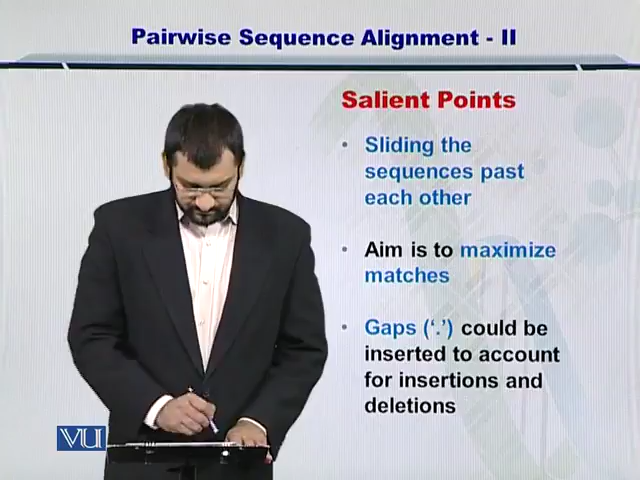 Pairwise Sequence Alignment - II
Salient Points
• Sliding the
sequences past
each other
• Aim is to maximize
matches
• Gaps ('.') could be
inserted to account
for insertions and
deletions
VU